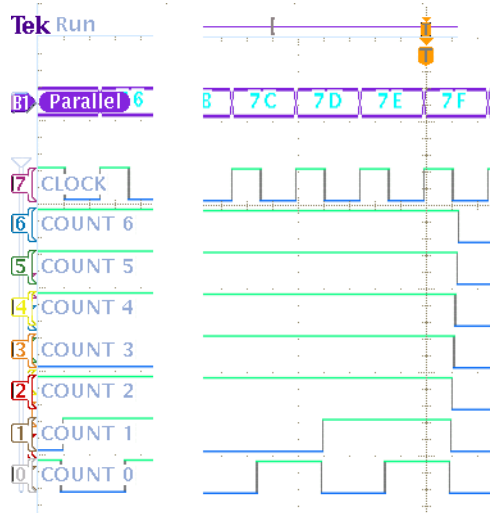 Tek Run
T
T
B1 Parallel 6 7C 7D 7E 7F
7 CLOCK
6 COUNT 6
5 COUNT 5
4 COUNT 4
3 COUNT 3
2 COUNT 2
1 COUNT 1
0 COUNT 0